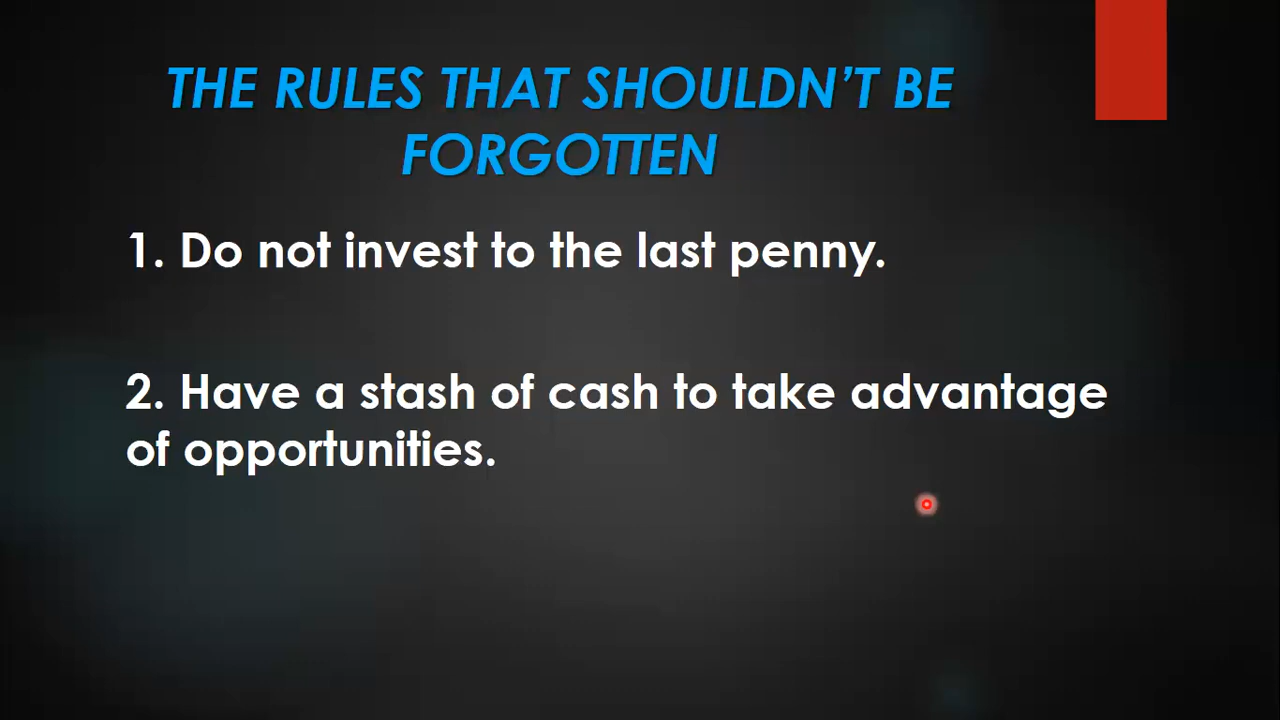 THE RULES THAT SHOULDN’T BE
FORGOTTEN
1. Do not invest to the last penny.
2. Have a stash of cash to take advantage
of opportunities.